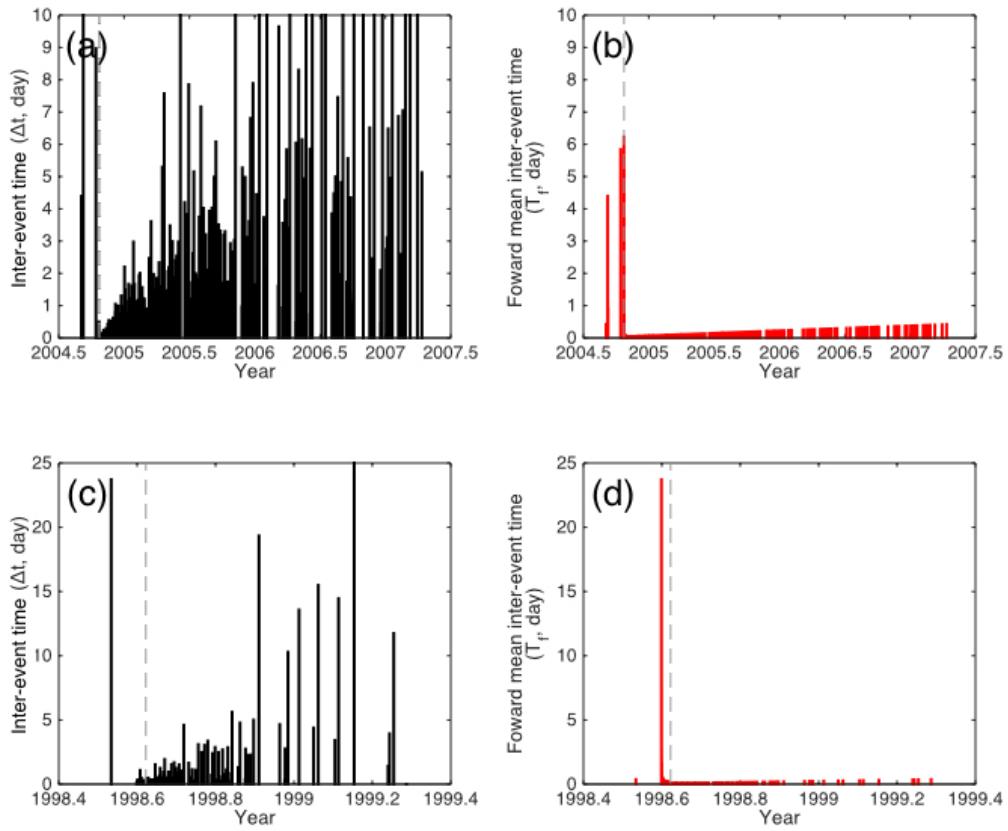 (a)
Inter-event time (Δt, day)
10
9
8
7
6
5
4
3
2
1
0
2004.5 2005 2005.5 2006 2006.5 2007 2007.5
Year
(b)
Foward mean inter-event time
(T_f, day)
10
9
8
7
6
5
4
3
2
1
0
2004.5 2005 2005.5 2006 2006.5 2007 2007.5
Year
(c)
Inter-event time (Δt, day)
25
20
15
10
5
0
1998.4 1998.6 1998.8 1999 1999.2 1999.4
Year
(d)
Foward mean inter-event time
(T_f, day)
25
20
15
10
5
0
1998.4 1998.6 1998.8 1999 1999.2 1999.4
Year